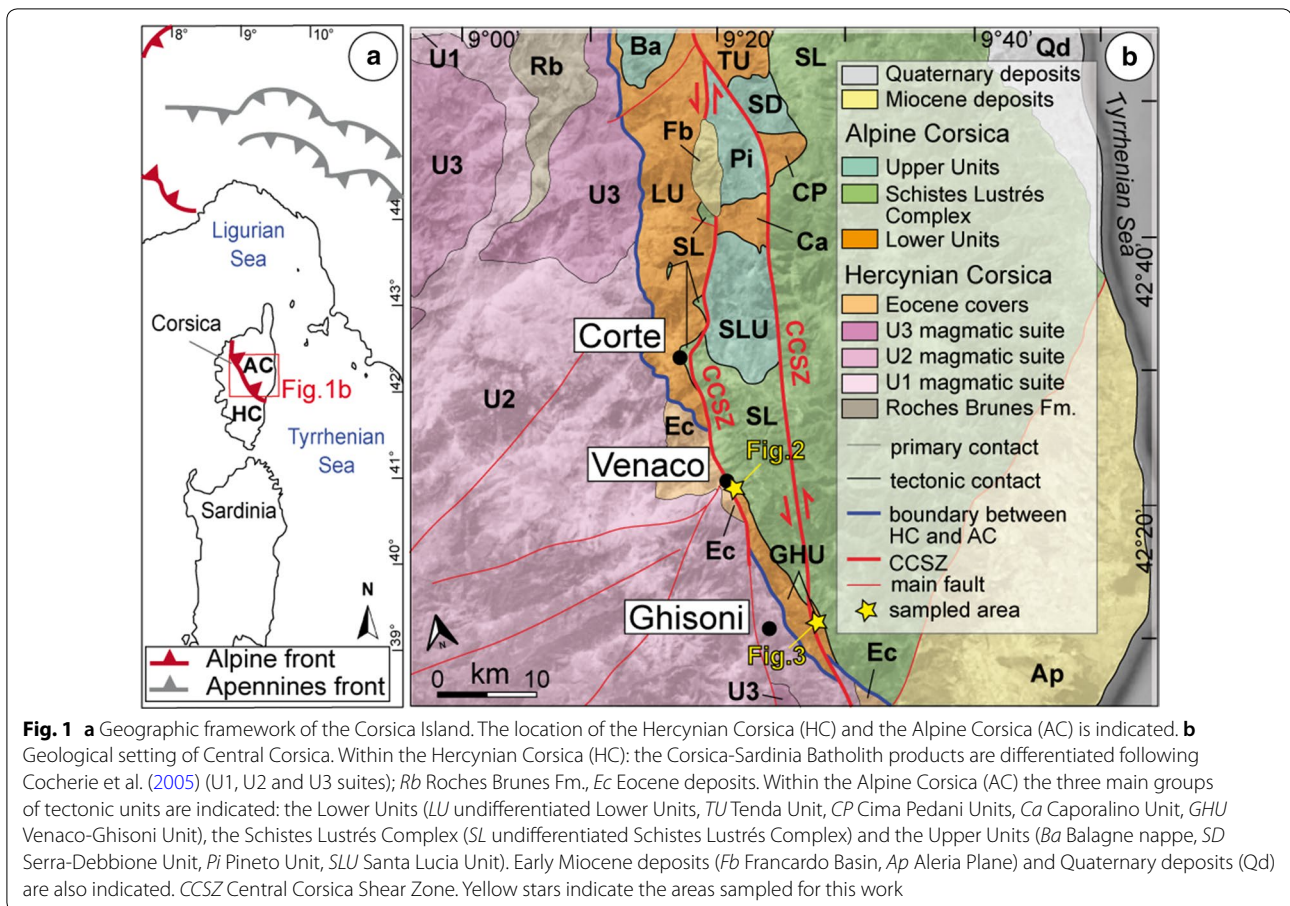 8°
9°
10°
a
Ligurian
Sea
44°
43°
42°
41°
40°
39°
Corsica
AC
Fig.1b
HC
Tyrrhenian
Sea
Sardinia
N
Alpine front
Apennines front
9°00
9°20
9°40
b
U1
Rb
Ba
TU
SL
Qd
SD
Fb
Pi
U3
U3
LU
CP
SL
Ca
Tyrrhenian Sea
42°40'
42°20'
Corte
SLU
CCSZ
CCSZ
U2
Ec
SL
Venaco
Fig.2
Ec
GHU
Ghisoni
Fig.3
Ec
Ap
U3
N
km
0
10
Quaternary deposits
Miocene deposits
Alpine Corsica
Upper Units
Schistes Lustrés
Complex
Lower Units
Hercynian Corsica
Eocene covers
U3 magmatic suite
U2 magmatic suite
U1 magmatic suite
Roches Brunes Fm.
primary contact
tectonic contact
boundary between
HC and AC
CCSZ
main fault
sampled area
Fig. 1 a Geographic framework of the Corsica Island. The location of the Hercynian Corsica (HC) and the Alpine Corsica (AC) is indicated. b
Geological setting of Central Corsica. Within the Hercynian Corsica (HC): the Corsica-Sardinia Batholith products are differentiated following
Cocherie et al. (2005) (U1, U2 and U3 suites); Rb Roches Brunes Fm., Ec Eocene deposits. Within the Alpine Corsica (AC) the three main groups
of tectonic units are indicated: the Lower Units (LU undifferentiated Lower Units, TU Tenda Unit, CP Cima Pedani Units, Ca Caporalino Unit, GHU
Venaco-Ghisoni Unit), the Schistes Lustrés Complex (SL undifferentiated Schistes Lustrés Complex) and the Upper Units (Ba Balagne nappe, SD
Serra-Debbione Unit, Pi Pineto Unit, SLU Santa Lucia Unit). Early Miocene deposits (Fb Francardo Basin, Ap Aleria Plane) and Quaternary deposits (Qd)
are also indicated. CCSZ Central Corsica Shear Zone. Yellow stars indicate the areas sampled for this work